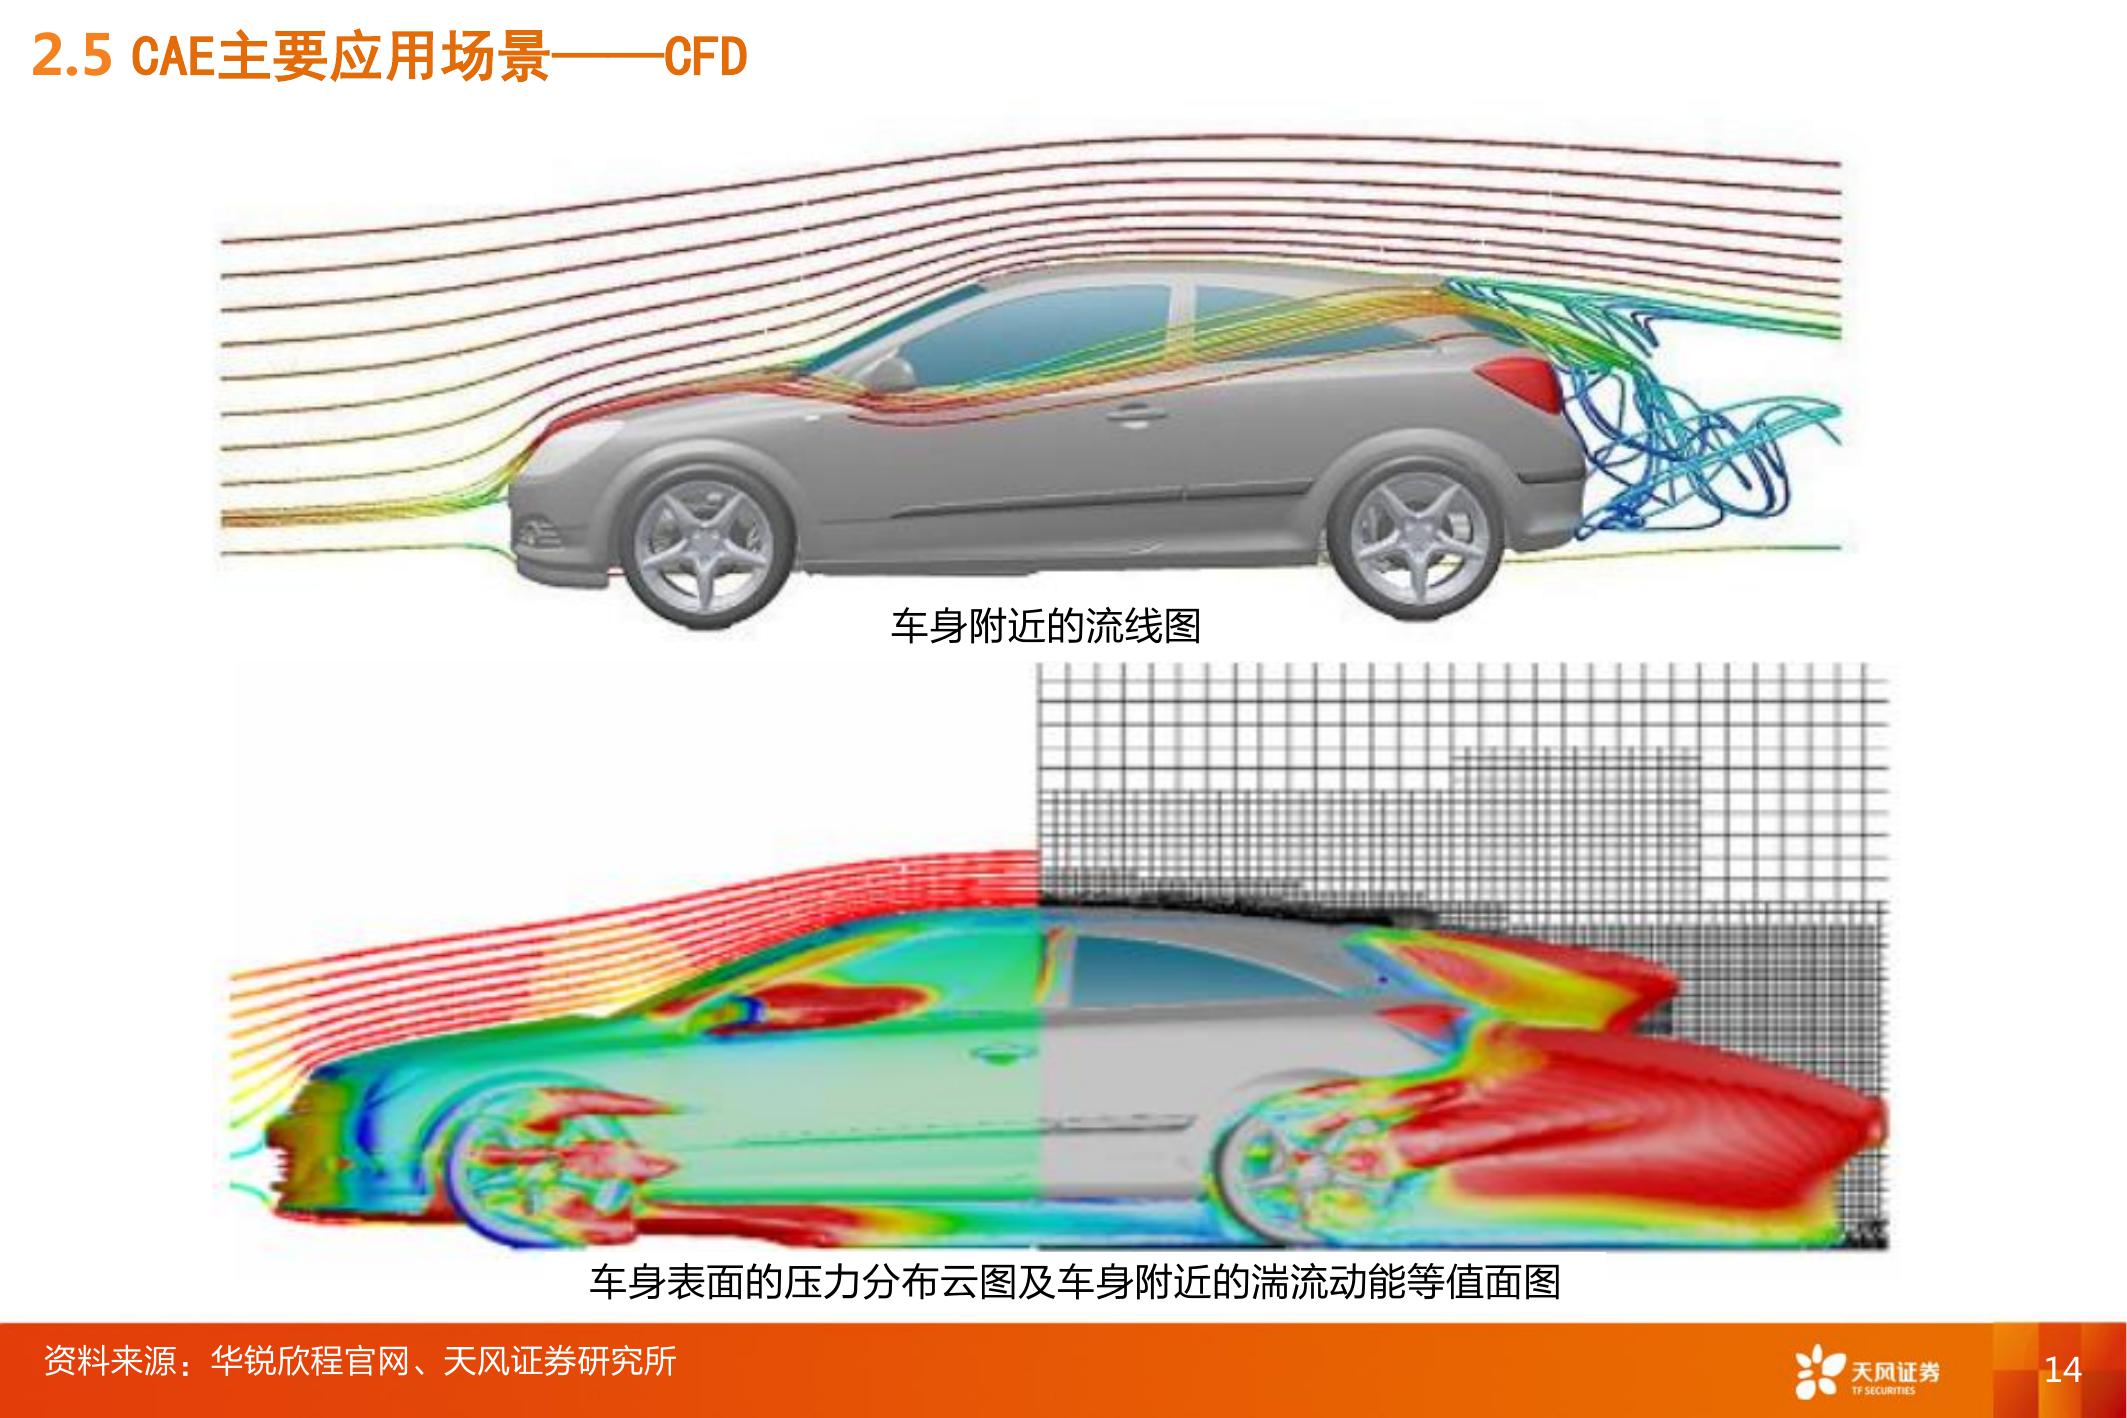 2.5 CAE主要应用场景——CFD
车身附近的流线图
车身表面的压力分布云图及车身附近的湍流动能等值面图
资料来源：华锐欣程官网、天风证券研究所
天风证券
TF SECURITIES
14